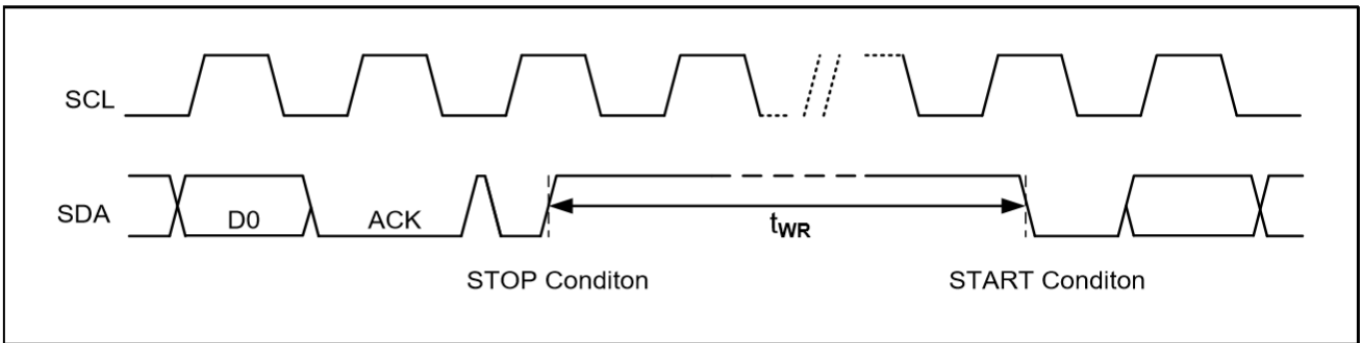 SCL
SDA
D0
ACK
tWR
STOP Conditon
START Conditon